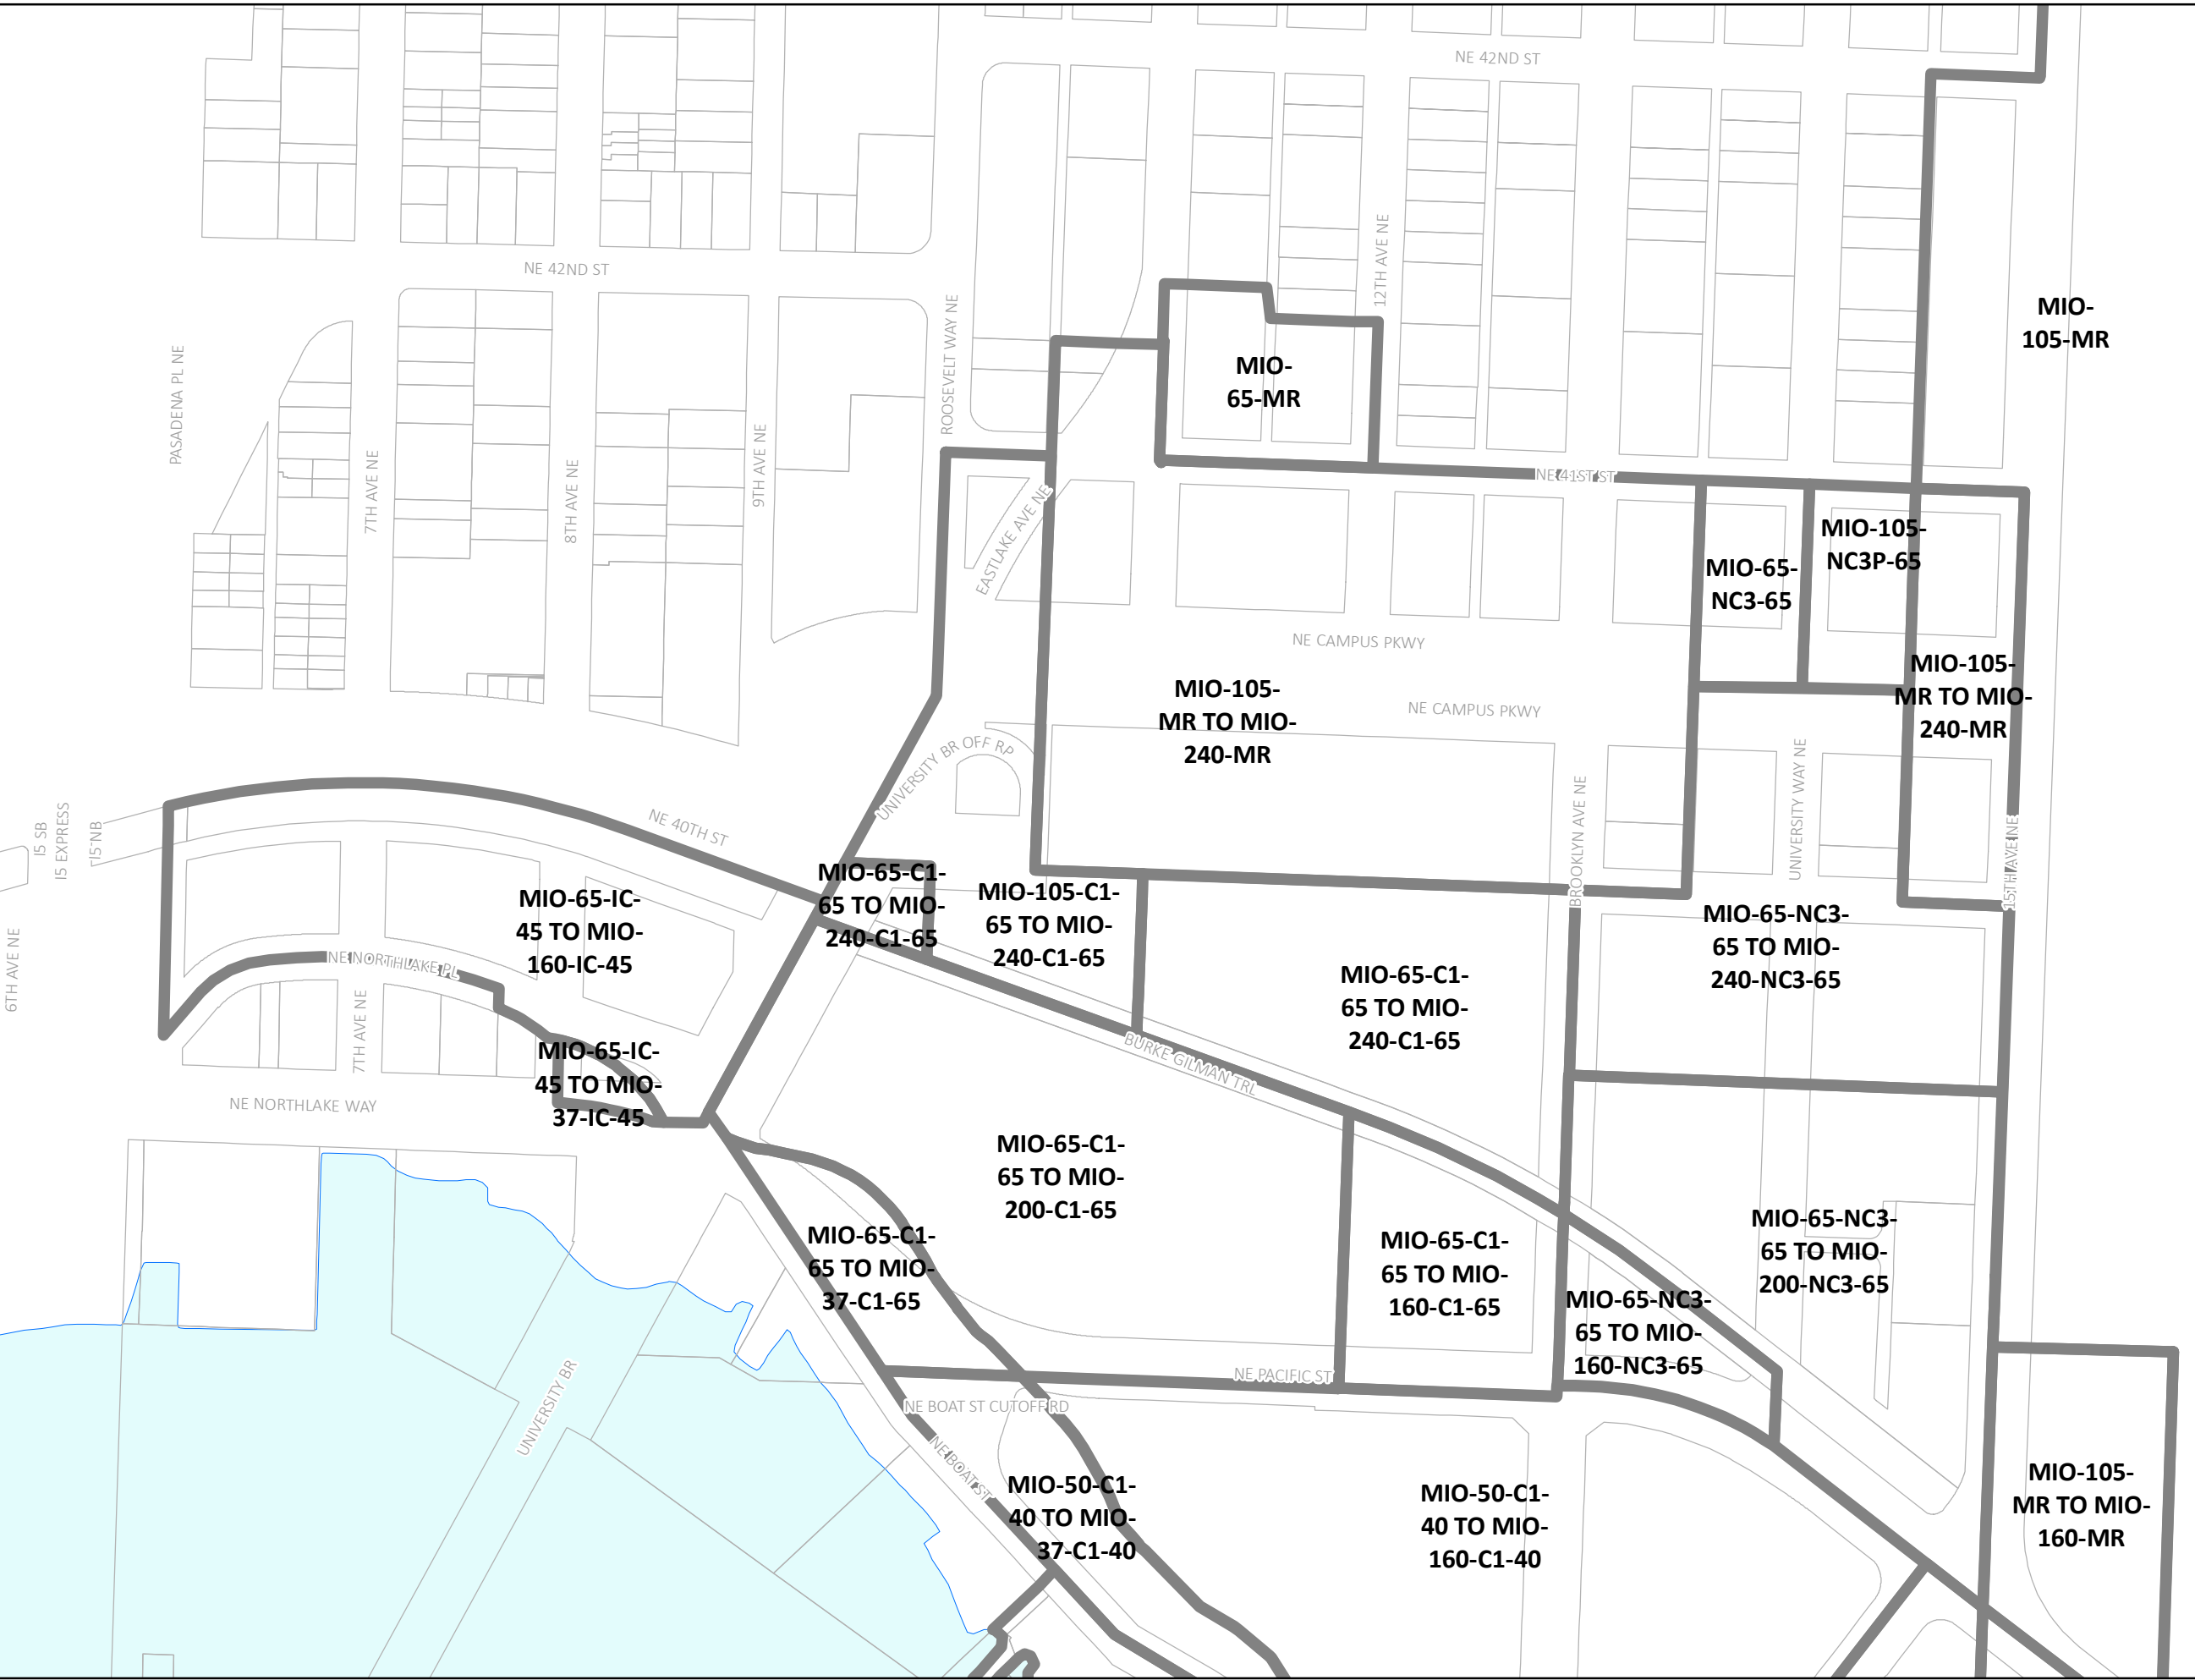 NE 42ND ST
NE 42ND ST
12TH AVE NE
MIO-
105-MR
ROOSEVELT WAY NE
PASADENA PL NE
MIO-
65-MR
7TH AVE NE
8TH AVE NE
9TH AVE NE
NE 41ST ST
EASTLAKE AVE NE
MIO-105-
NC3P-65
MIO-65-
NC3-65
NE CAMPUS PKWY
MIO-105-
MR TO MIO-
240-MR
MIO-105-
MR TO MIO-
240-MR
NE CAMPUS PKWY
UNIVERSITY BR OFF RP
UNIVERSITY WAY NE
BROOKLYN AVE NE
15TH AVE NE
I5 SB
I5 EXPRESS
I5 NB
NE 40TH ST
MIO-65-C1-
65 TO MIO-
240-C1-65
MIO-105-C1-
65 TO MIO-
240-C1-65
MIO-65-IC-
45 TO MIO-
160-IC-45
MIO-65-NC3-
65 TO MIO-
240-NC3-65
6TH AVE NE
NE NORTHLAKE PL
MIO-65-C1-
65 TO MIO-
240-C1-65
7TH AVE NE
BURKE GILMAN TRL
MIO-65-IC-
45 TO MIO-
37-IC-45
NE NORTHLAKE WAY
MIO-65-C1-
65 TO MIO-
200-C1-65
MIO-65-NC3-
65 TO MIO-
200-NC3-65
MIO-65-C1-
65 TO MIO-
37-C1-65
MIO-65-C1-
65 TO MIO-
160-C1-65
MIO-65-NC3-
65 TO MIO-
160-NC3-65
NE PACIFIC ST
UNIVERSITY BR
NE BOAT ST CUTOFF RD
NE BOAT ST
MIO-50-C1-
40 TO MIO-
37-C1-40
MIO-50-C1-
40 TO MIO-
160-C1-40
MIO-105-
MR TO MIO-
160-MR